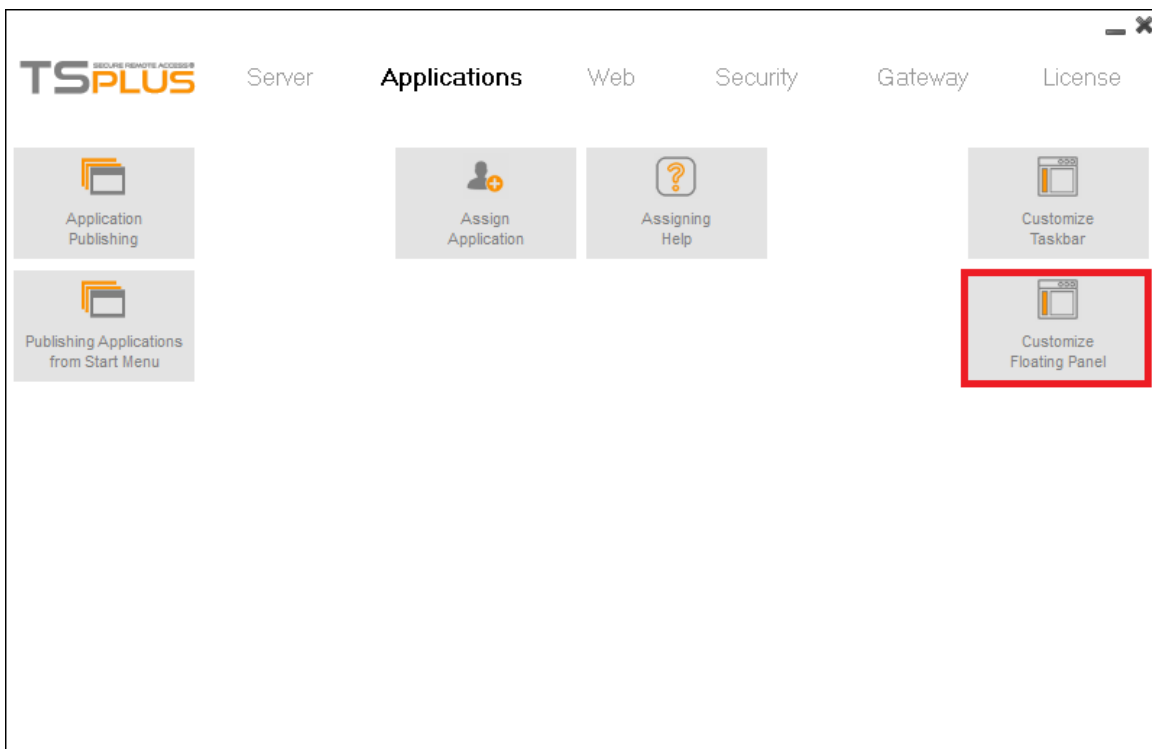 SECURE REMOTE ACCESS®
TSPLUS
Server Applications Web Security Gateway License
Application
Publishing
Assign
Application
Assigning
Help
Customize
Taskbar
Publishing Applications
from Start Menu
Customize
Floating Panel